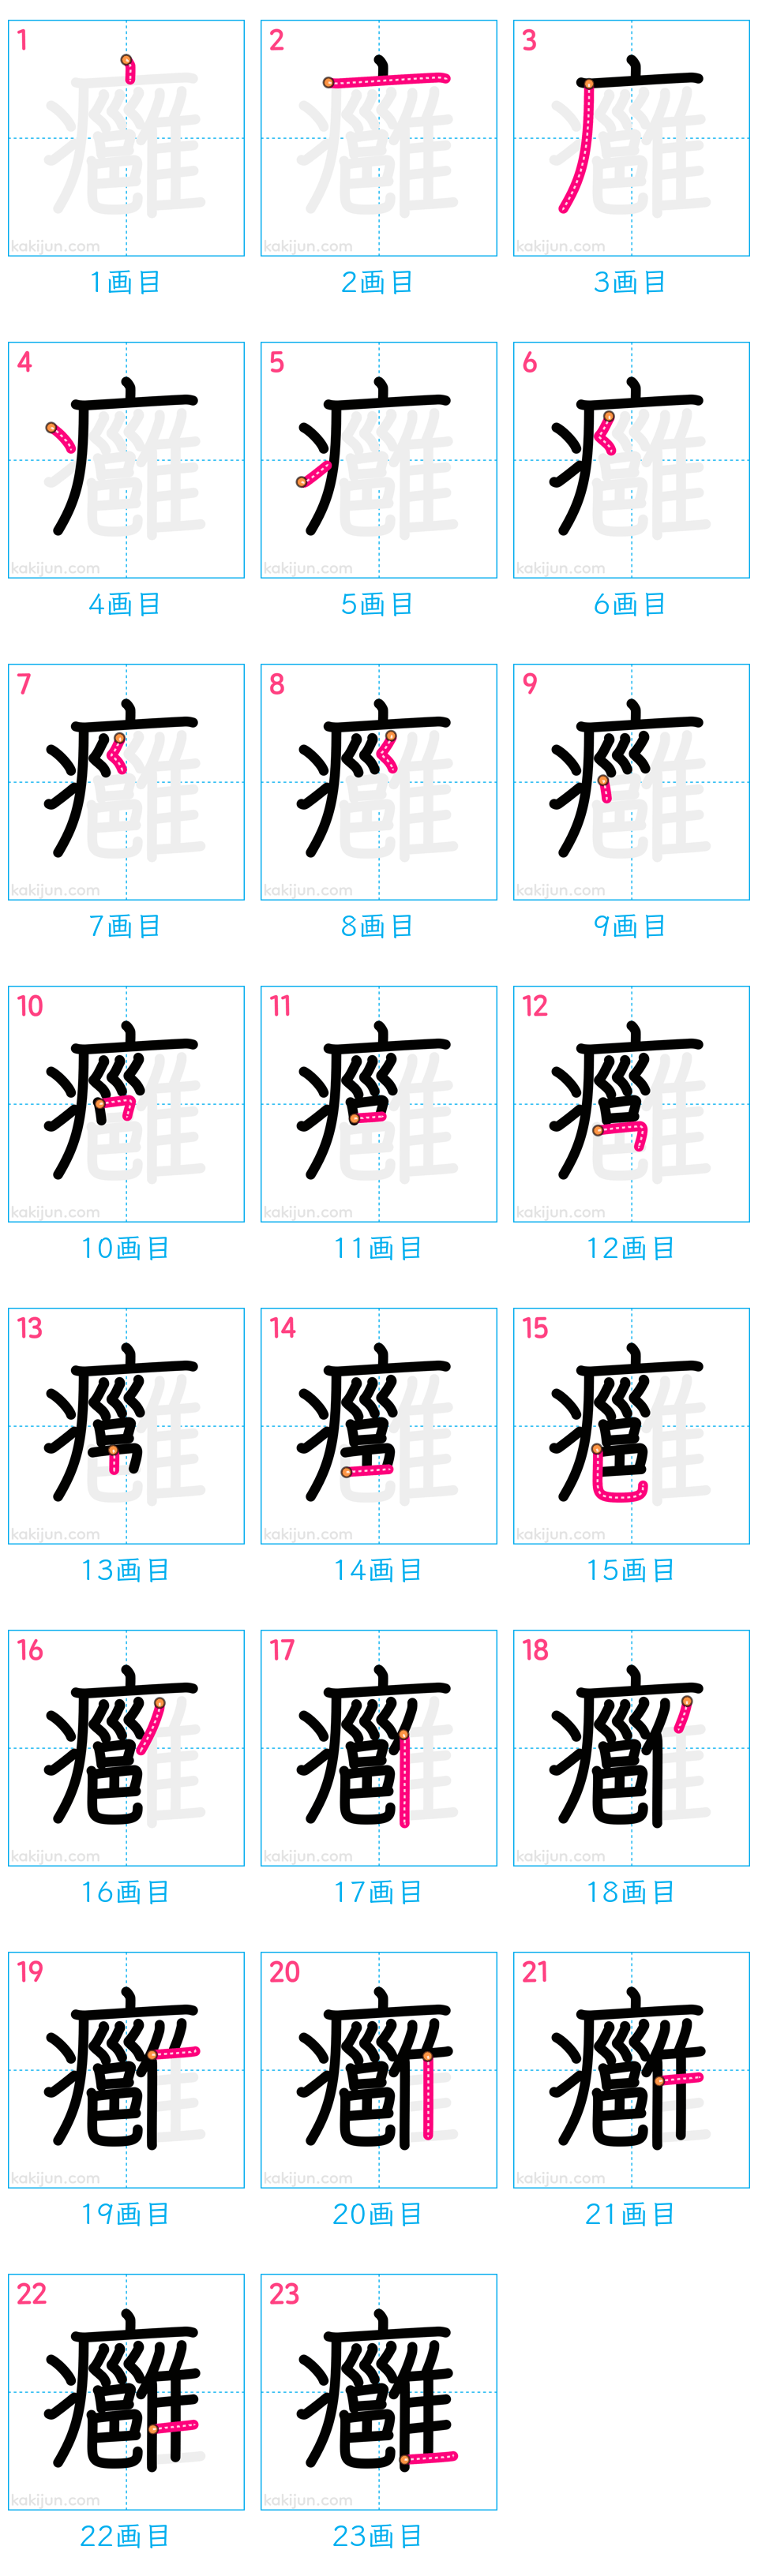 1 2 3
kakijun.com kakijun.com kakijun.com
1画目 2画目 3画目
4 5 6
kakijun.com kakijun.com kakijun.com
4画目 5画目 6画目
7 8 9
kakijun.com kakijun.com kakijun.com
7画目 8画目 9画目
10 11 12
kakijun.com kakijun.com kakijun.com
10画目 11画目 12画目
13 14 15
kakijun.com kakijun.com kakijun.com
13画目 14画目 15画目
16 17 18
kakijun.com kakijun.com kakijun.com
16画目 17画目 18画目
19 20 21
kakijun.com kakijun.com kakijun.com
19画目 20画目 21画目
22 23
癰
kakijun.com kakijun.com
22画目 23画目